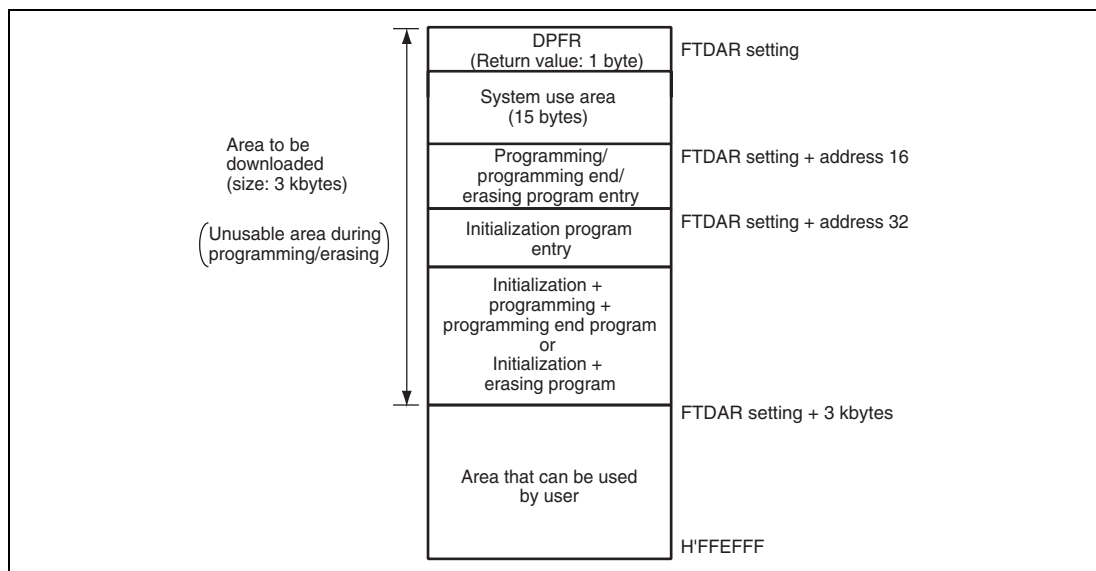 DPFR
(Return value: 1 byte)
FTDAR setting
System use area
(15 bytes)
Area to be
downloaded
(size: 3 kbytes)
(Unusable area during
programming/erasing)
Programming/
programming end/
erasing program entry
FTDAR setting + address 16
Initialization program
entry
FTDAR setting + address 32
Initialization +
programming +
programming end program
or
Initialization +
erasing program
FTDAR setting + 3 kbytes
Area that can be used
by user
H'FFEFFF